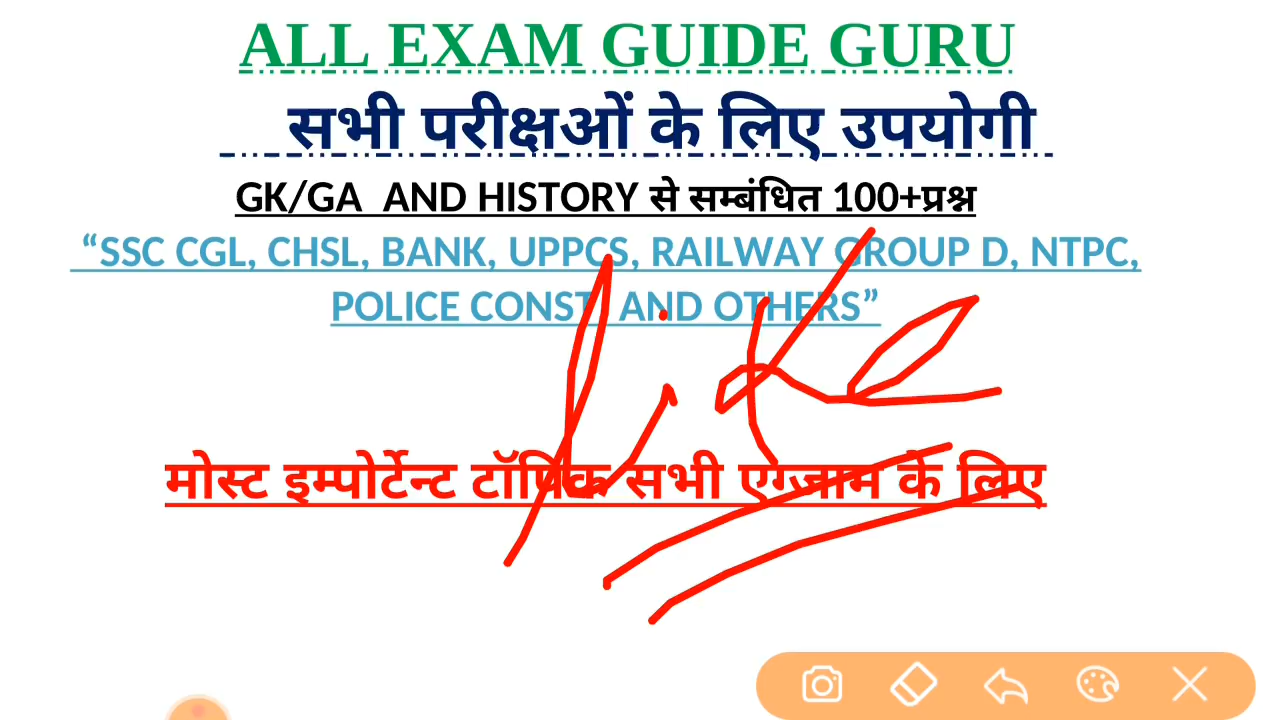 ALL EXAM GUIDE GURU
सभी परीक्षओं के लिए उपयोगी
GK/GA AND HISTORY से सम्बंधित 100+प्रश्न
“SSC CGL, CHSL, BANK, UPPCS, RAILWAY GROUP D, NTPC,
POLICE CONST, AND OTHERS”
like
मोस्ट इम्पोर्टेन्ट टॉपिक सभी एग्जाम के लिए